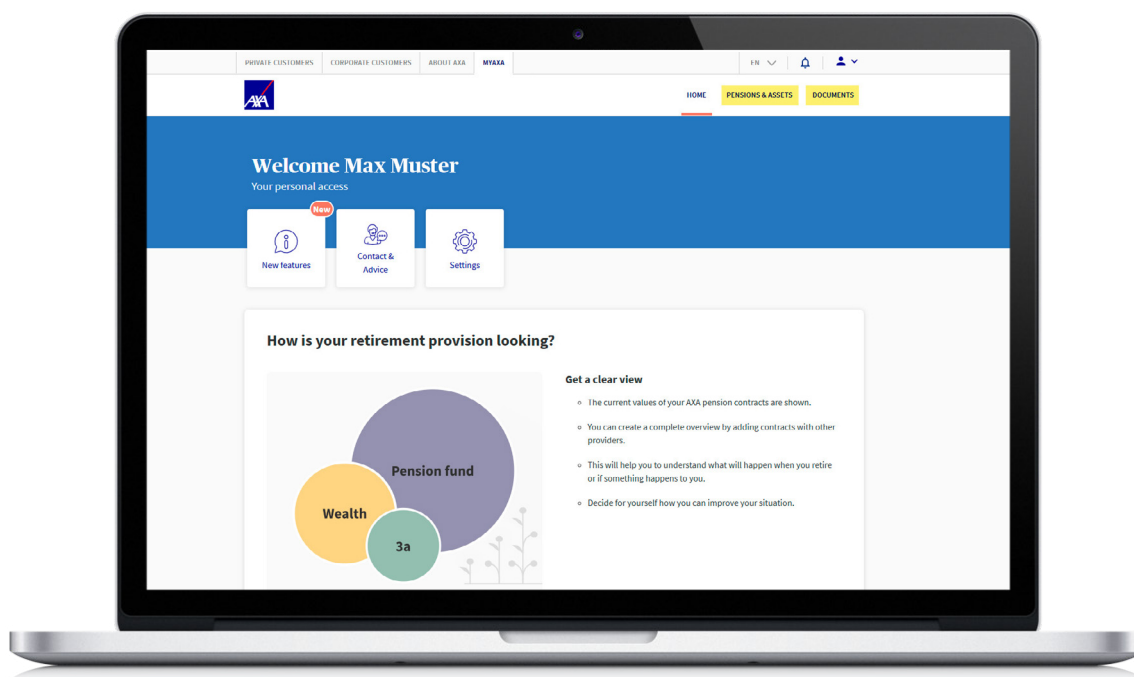 PRIVATE CUSTOMERS CORPORATE CUSTOMERS ABOUT AXA MYAXA EN
AXA HOME PENSIONS & ASSETS DOCUMENTS
Welcome Max Muster
Your personal access
New
New features
Contact &
Advice
Settings
How is your retirement provision looking?
Pension fund
Wealth
3a
Get a clear view
The current values of your AXA pension contracts are shown.
You can create a complete overview by adding contracts with other
providers.
This will help you to understand what will happen when you retire
or if something happens to you.
Decide for yourself how you can improve your situation.